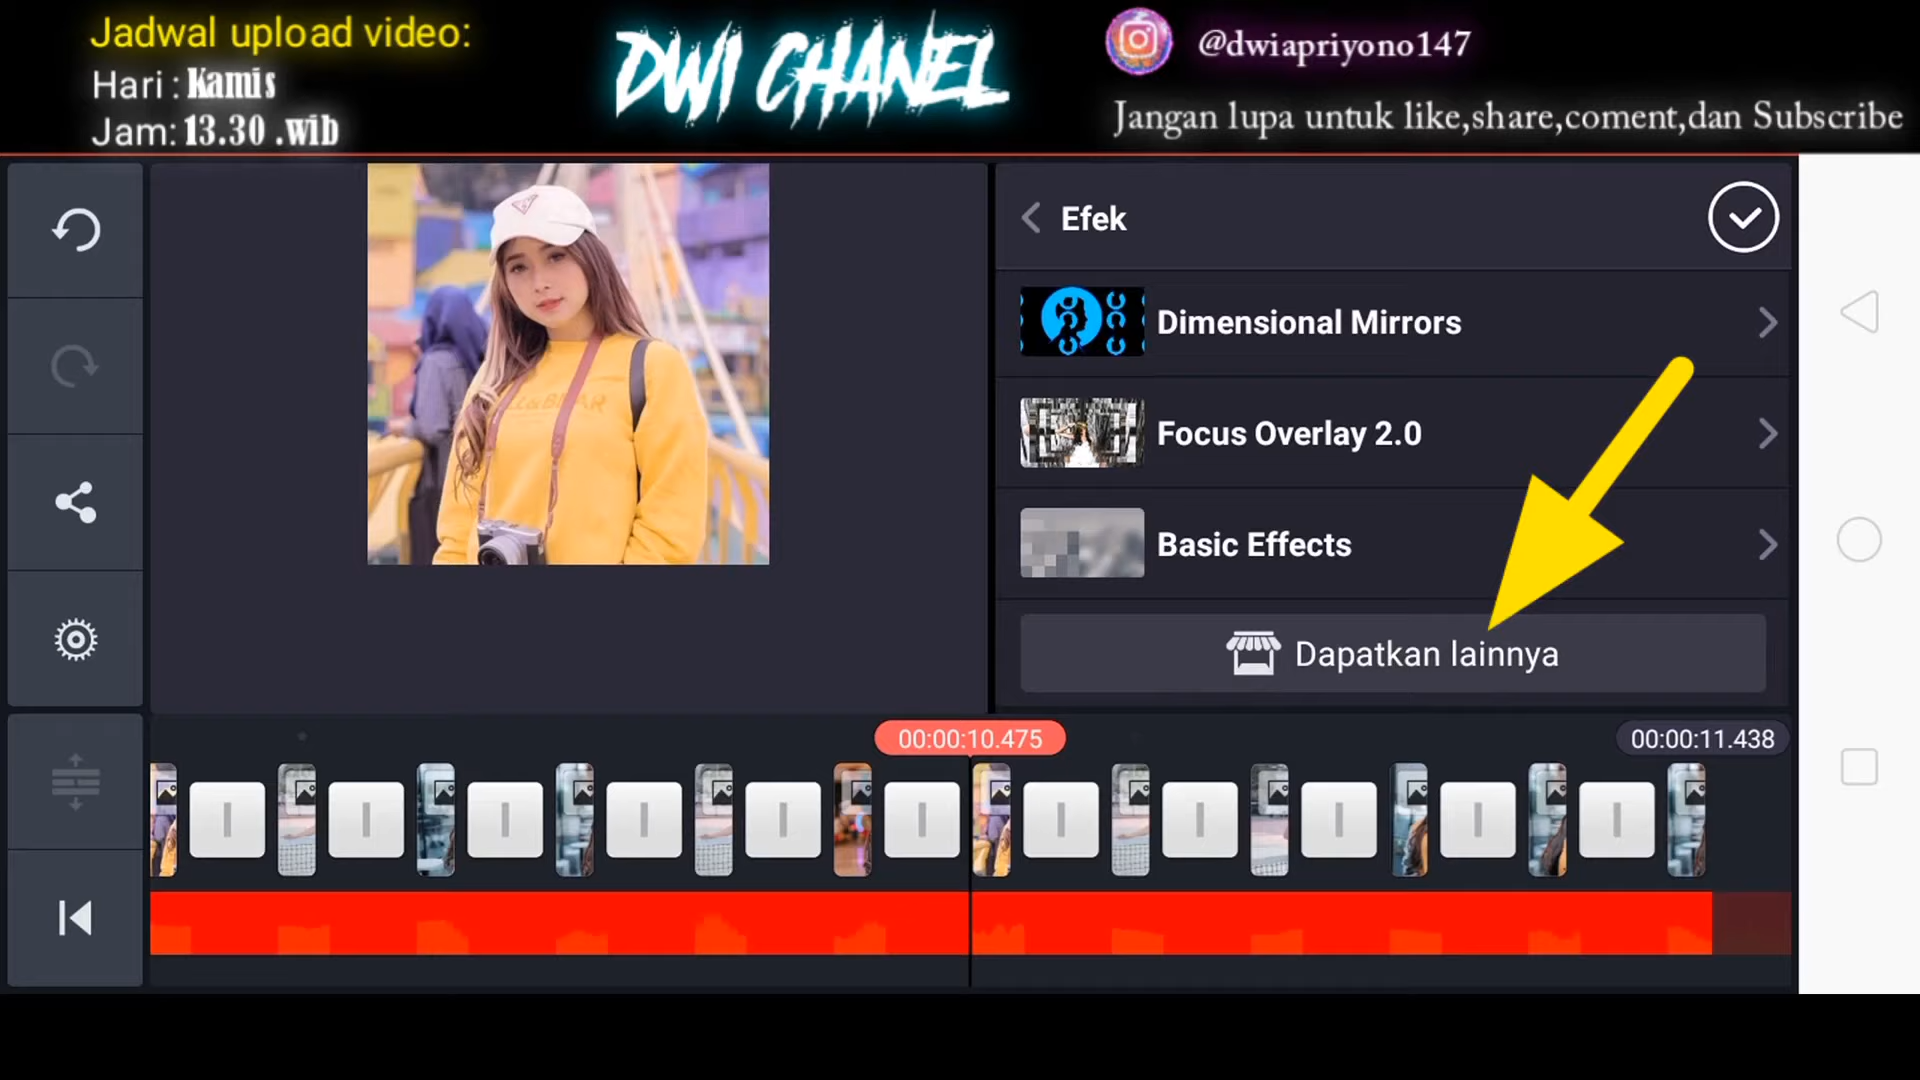 Jadwal upload video:
Hari : Kamis
Jam: 13.30 .wib
DWI CHANEL
@dwiapriyono147
Jangan lupa untuk like,share,coment,dan Subscribe
Efek
Dimensional Mirrors
Focus Overlay 2.0
Basic Effects
Dapatkan lainnya
00:00:10.475
00:00:11.438